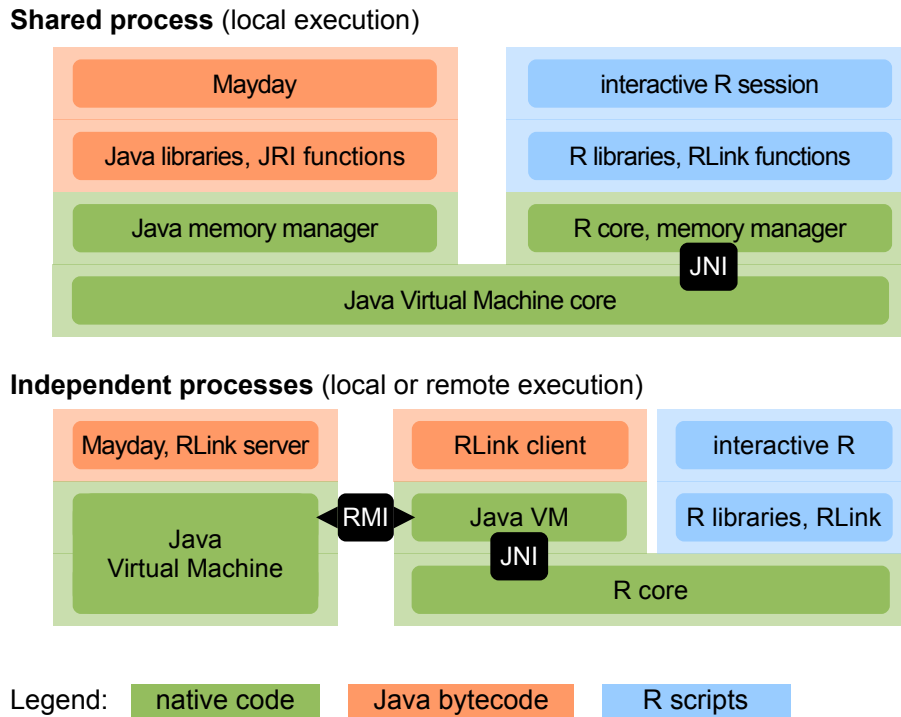 Shared process (local execution)
Mayday
interactive R session
Java libraries, JRI functions
R libraries, RLink functions
Java memory manager
R core, memory manager
JNI
Java Virtual Machine core
Independent processes (local or remote execution)
Mayday, RLink server
RLink client
interactive R
Java
Virtual Machine
RMI
Java VM
R libraries, RLink
JNI
R core
Legend:
native code
Java bytecode
R scripts